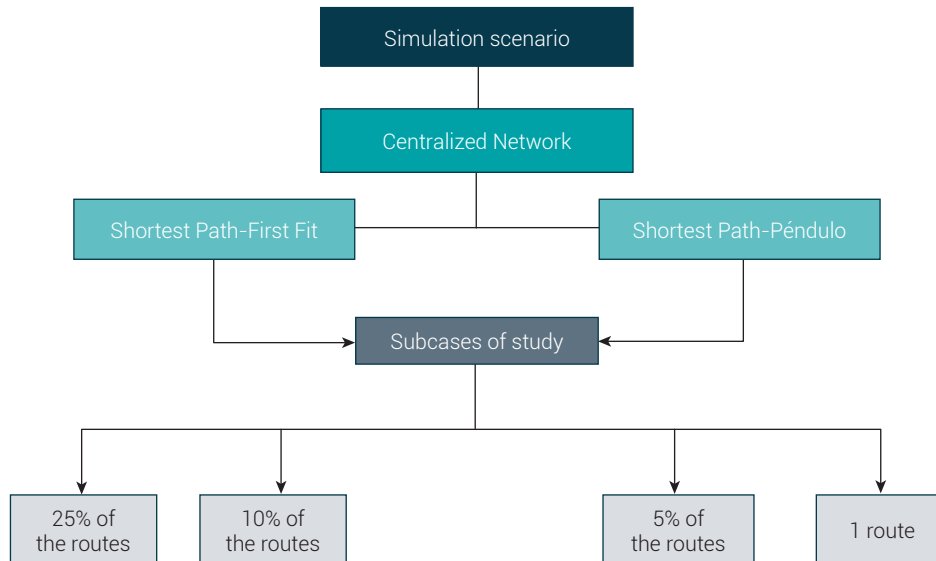 Simulation scenario
Centralized Network
Shortest Path-First Fit
Shortest Path-Péndulo
Subcases of study
25% of
the routes
10% of
the routes
5% of
the routes
1 route